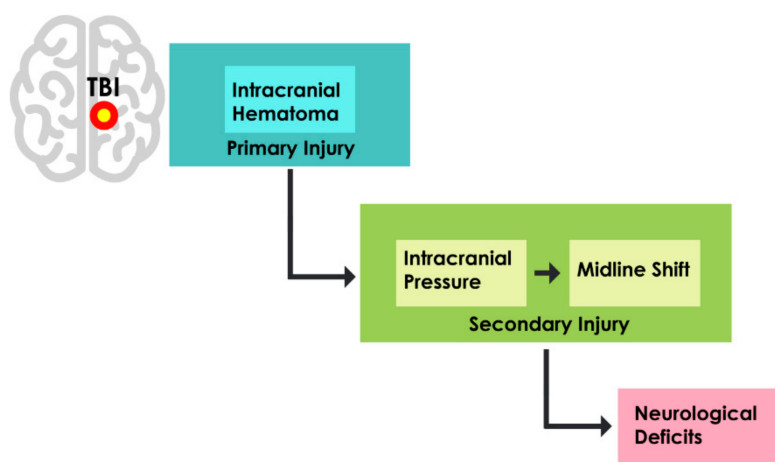 TBI
Intracranial
Hematoma
Primary Injury
Intracranial
Pressure
Midline Shift
Secondary Injury
Neurological
Deficits